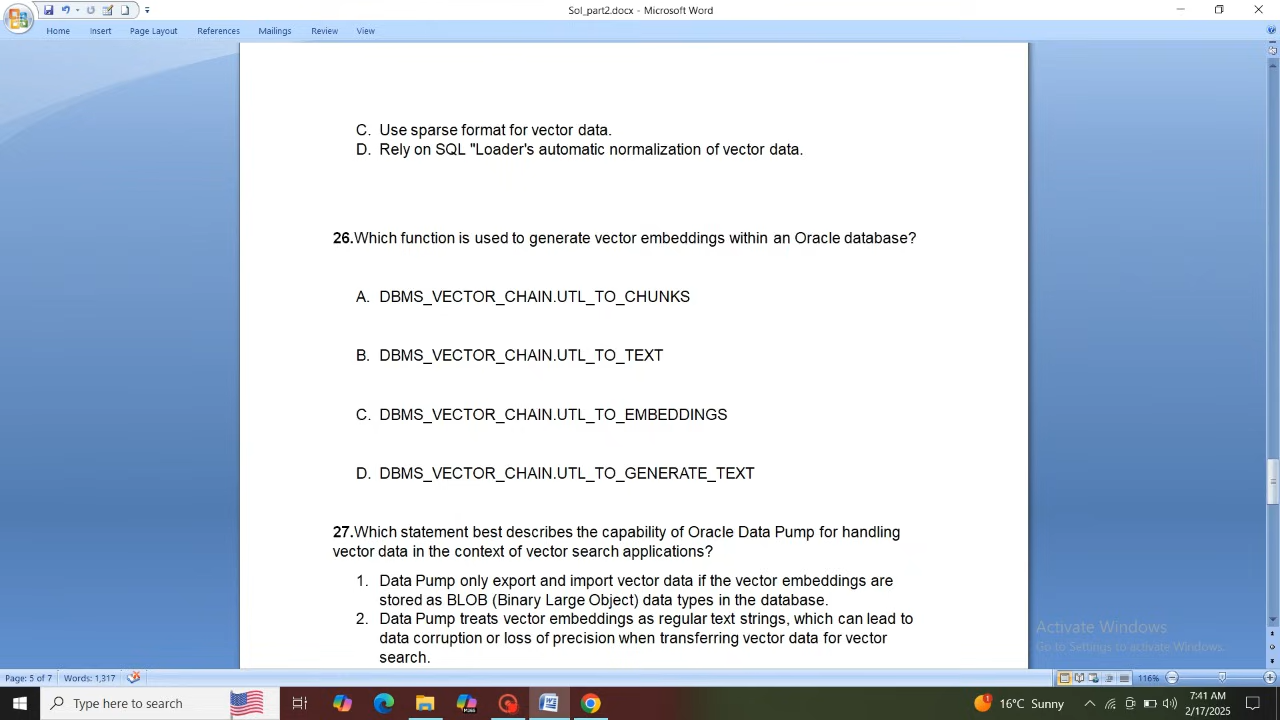 Sol_part2.docx - Microsoft Word
Home Insert Page Layout References Mailings Review View
C. Use sparse format for vector data.
D. Rely on SQL "Loader's automatic normalization of vector data.
26.Which function is used to generate vector embeddings within an Oracle database?
A. DBMS_VECTOR_CHAIN.UTL_TO_CHUNKS
B. DBMS_VECTOR_CHAIN.UTL_TO_TEXT
C. DBMS_VECTOR_CHAIN.UTL_TO_EMBEDDINGS
D. DBMS_VECTOR_CHAIN.UTL_TO_GENERATE_TEXT
27.Which statement best describes the capability of Oracle Data Pump for handling
vector data in the context of vector search applications?
1. Data Pump only export and import vector data if the vector embeddings are
stored as BLOB (Binary Large Object) data types in the database.
2. Data Pump treats vector embeddings as regular text strings, which can lead to
data corruption or loss of precision when transferring vector data for vector
search.
Activate Windows
Go to Settings to activate Windows.
Page: 5 of 7 Words: 1,317 116%
Type here to search 16°C Sunny 7:41 AM
2/17/2025